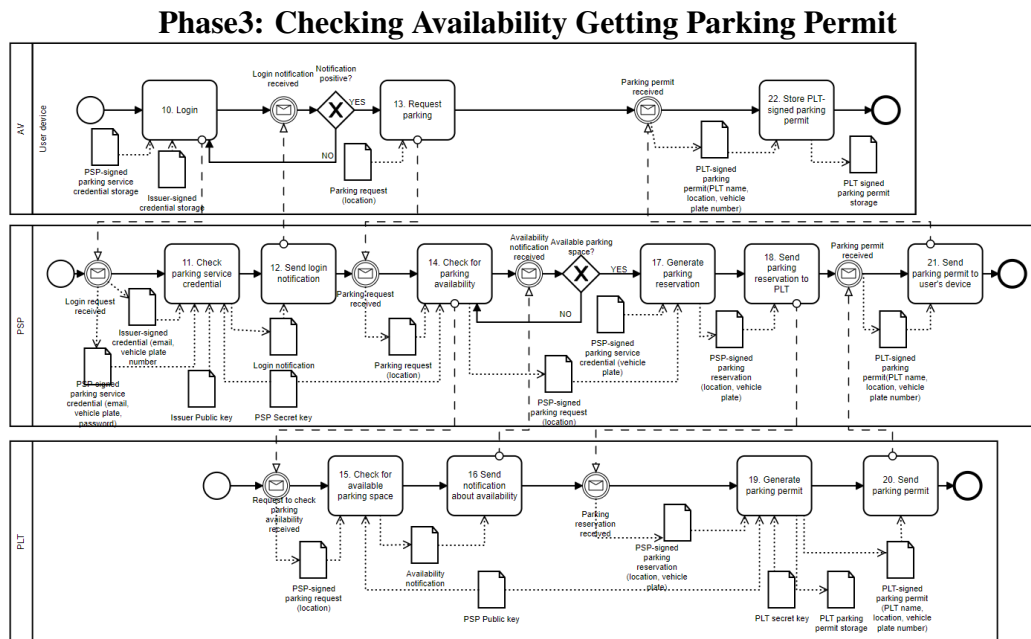 Phase3: Checking Availability Getting Parking Permit
AV
User device
10. Login
Login notification
received
Notification
positive?
YES
NO
13. Request
parking
Parking permit
received
22. Store PLT-
signed parking
permit
PSP-signed
parking service
credential storage
Issuer-signed
credential storage
Parking request
(location)
PLT-signed
parking
permit(PLT name,
location, vehicle
plate number)
PLT signed
parking permit
storage
PSP
Login request
received
11. Check
parking service
credential
12. Send login
notification
Parking request
received
14. Check for
parking
availability
Availability
notification
received
Available parking
space?
YES
NO
17. Generate
parking
reservation
18. Send
parking
reservation to
PLT
Parking permit
received
21. Send
parking permit to
user's device
Issuer-signed
credential (email,
vehicle plate
number
PSP-signed
parking service
credential (email,
vehicle plate,
password)
Issuer Public key
Login notification
PSP Secret key
Parking request
(location)
PSP-signed
parking request
(location)
PSP-signed
parking service
credential (vehicle
plate)
PSP-signed
parking
reservation
(location, vehicle
plate)
PLT-signed
parking
permit(PLT name,
location, vehicle
plate number)
PLT
Request to check
parking
availability
received
15. Check for
available
parking space
16 Send
notification
about availability
Parking
reservation
received
19. Generate
parking permit
20. Send
parking permit
PSP-signed
parking request
(location)
Availability
notification
PSP Public key
PSP-signed
parking
reservation
(location, vehicle
plate)
PLT secret key
PLT parking
permit storage
PLT-signed
parking permit
(PLT name,
location, vehicle
plate number)